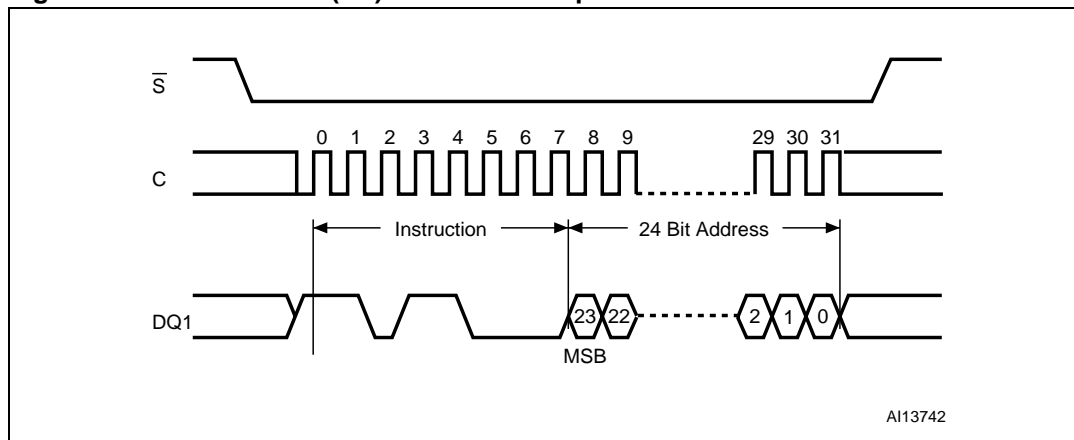 S
0 1 2 3 4 5 6 7 8 9 29 30 31
C
Instruction 24 Bit Address
DQ1 23 22 2 1 0
MSB
AI13742